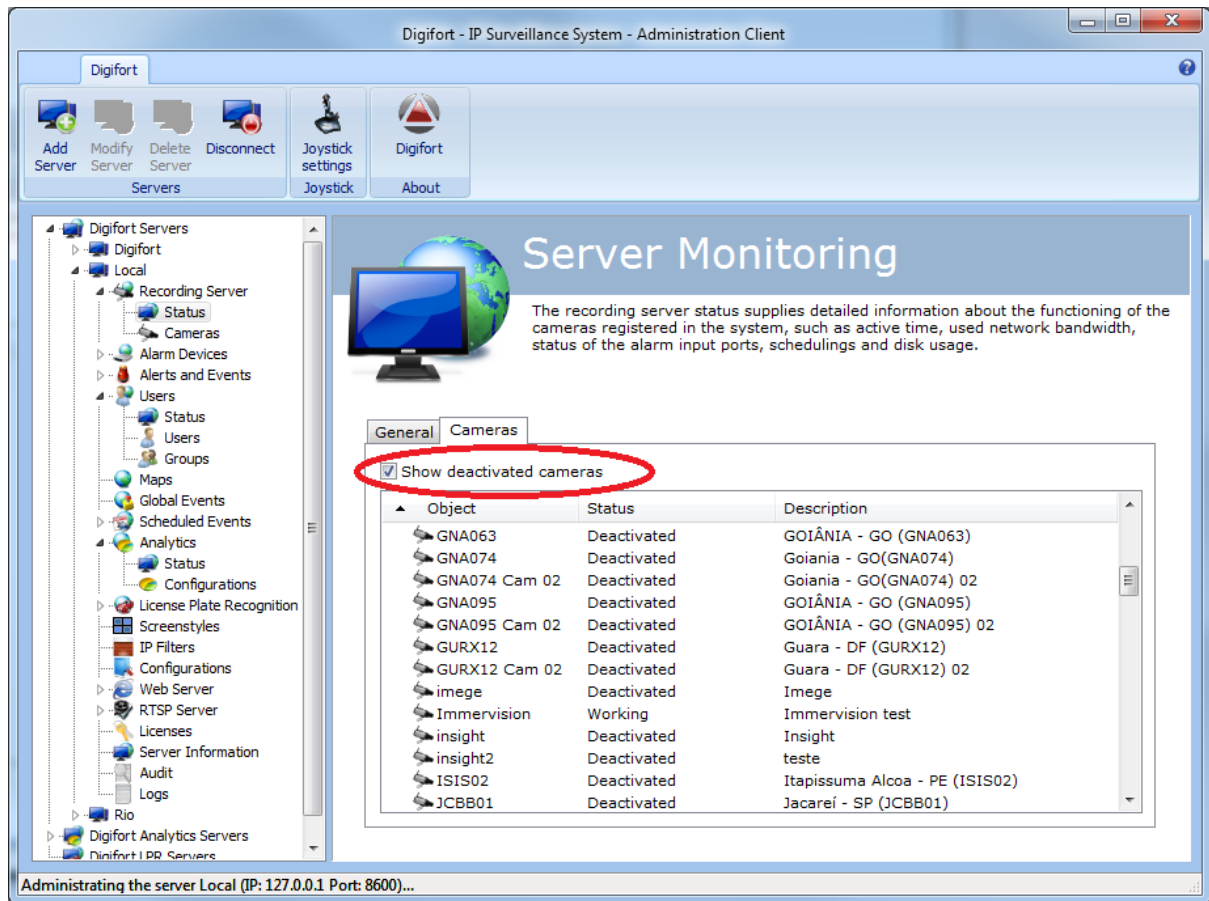 Digifort - IP Surveillance System - Administration Client
Digifort
Add Server
Modify Server
Delete Server
Disconnect
Joystick settings
Digifort
Servers
Joystick
About
Digifort Servers
Digifort
Local
Recording Server
Status
Cameras
Alarm Devices
Alerts and Events
Users
Status
Users
Groups
Maps
Global Events
Scheduled Events
Analytics
Status
Configurations
License Plate Recognition
Screenstyles
IP Filters
Configurations
Web Server
RTSP Server
Licenses
Server Information
Audit
Logs
Rio
Digifort Analytics Servers
Digifort LPR Servers
Server Monitoring
The recording server status supplies detailed information about the functioning of the
cameras registered in the system, such as active time, used network bandwidth,
status of the alarm input ports, schedulings and disk usage.
General Cameras
Show deactivated cameras
Object Status Description
GNA063 Deactivated GOIÂNIA - GO (GNA063)
GNA074 Deactivated Goiania - GO(GNA074)
GNA074 Cam 02 Deactivated Goiania - GO(GNA074) 02
GNA095 Deactivated GOIÂNIA - GO (GNA095)
GNA095 Cam 02 Deactivated GOIÂNIA - GO (GNA095) 02
GURX12 Deactivated Guara - DF (GURX12)
GURX12 Cam 02 Deactivated Guara - DF (GURX12) 02
imege Deactivated Imege
Immervision Working Immervision test
insight Deactivated Insight
insight2 Deactivated teste
ISIS02 Deactivated Itapissuma Alcoa - PE (ISIS02)
JCBB01 Deactivated Jacareí - SP (JCBB01)
Administrating the server Local (IP: 127.0.0.1 Port: 8600)...